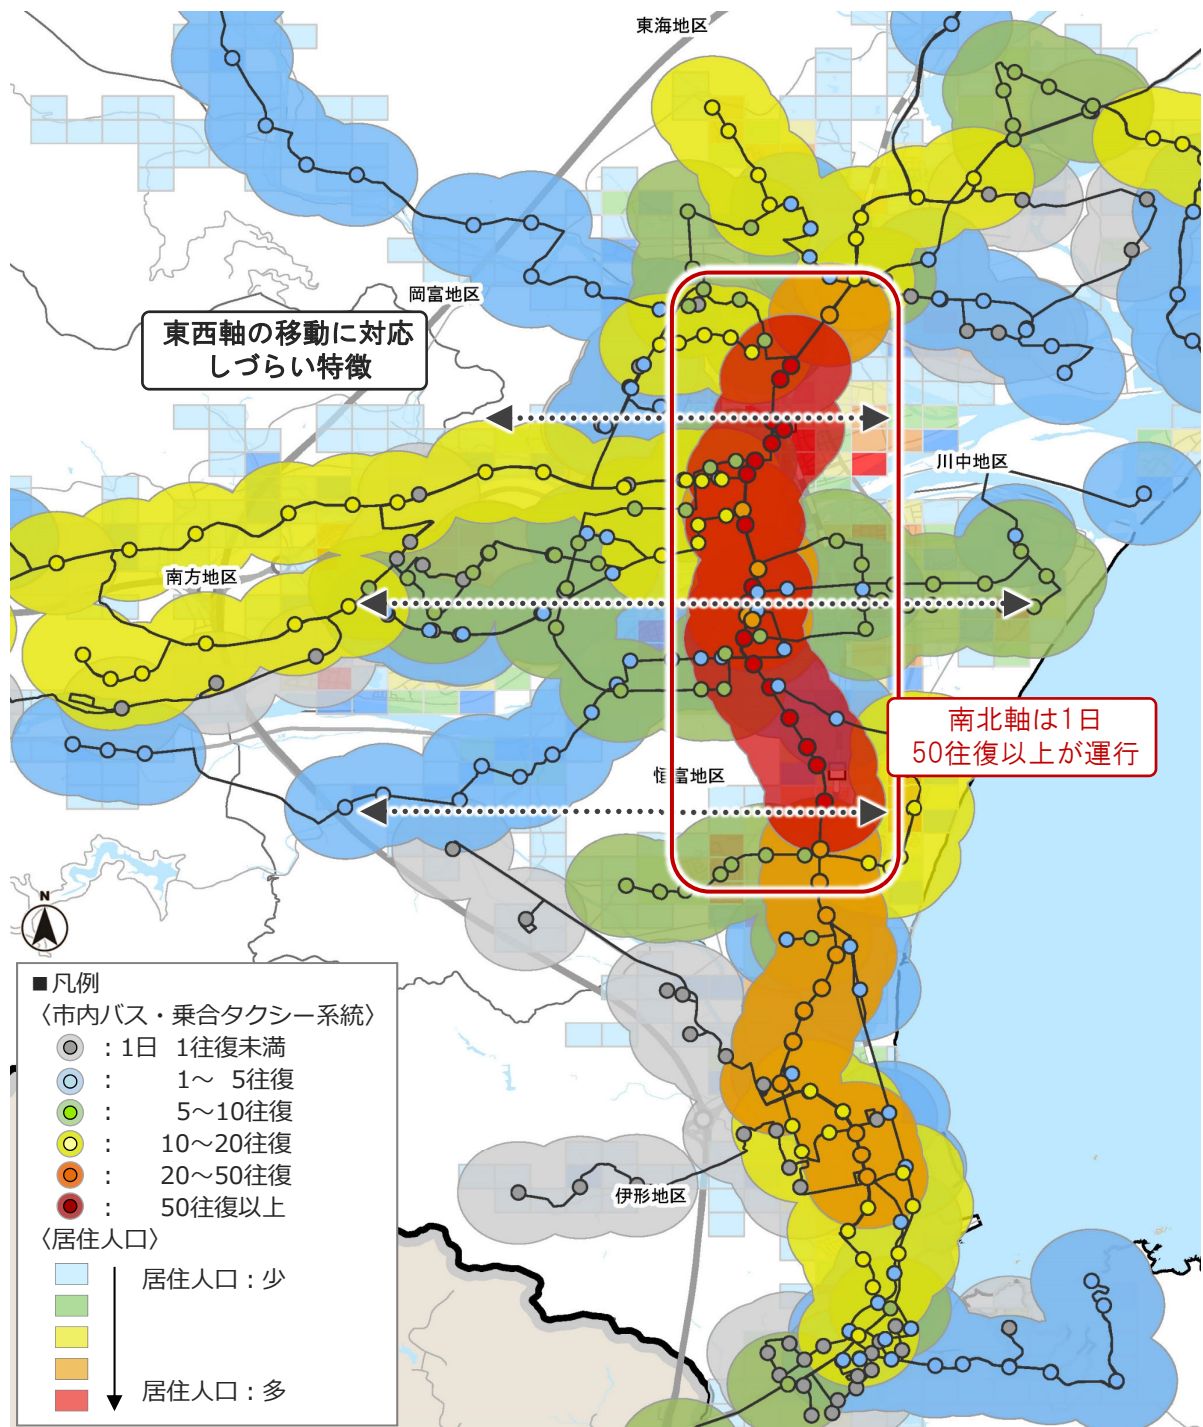 東海地区
岡富地区
東西軸の移動に対応
しづらい特徴
川中地区
南方地区
南北軸は1日
50往復以上が運行
恒富地区
N
■凡例
〈市内バス・乗合タクシー系統〉
：1日 1往復未満
： 1～ 5往復
： 5～10往復
： 10～20往復
： 20～50往復
： 50往復以上
〈居住人口〉
居住人口：少
居住人口：多
伊形地区